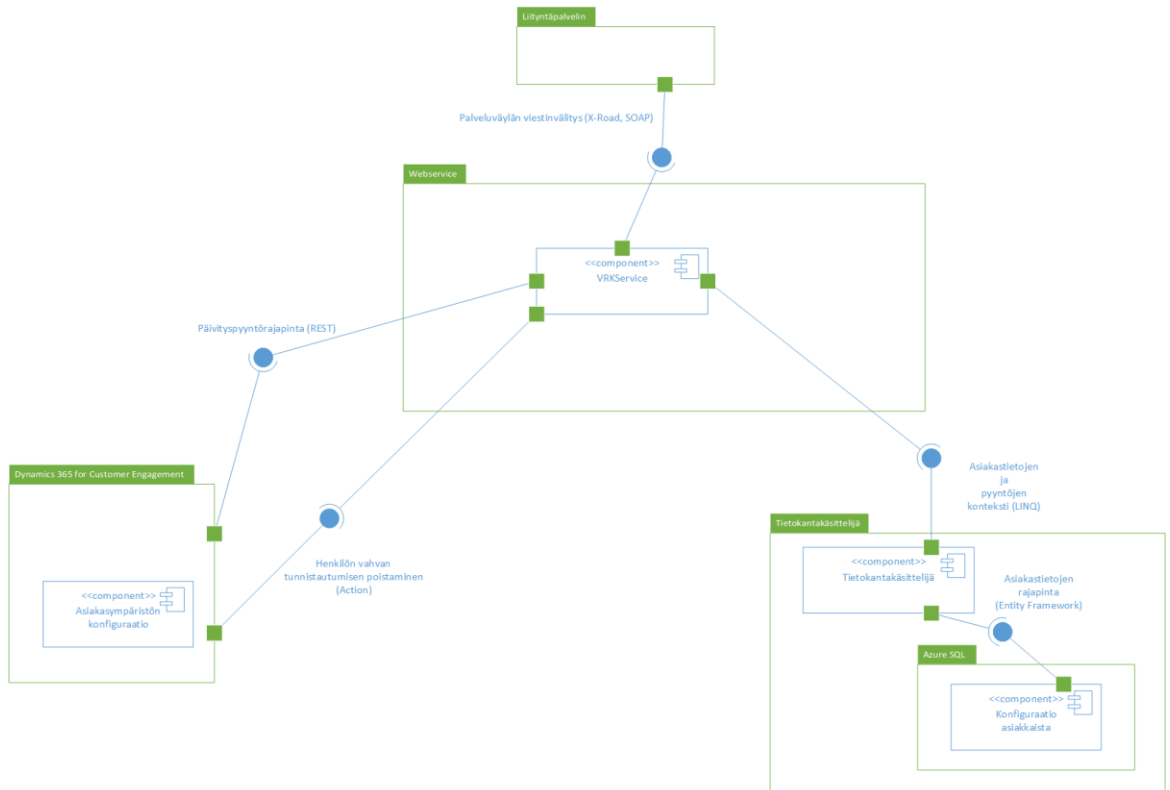 Liityntäpalvelin
Palveluväylän viestinvälitys (X-Road, SOAP)
Webservice
<<component>>
VRKService
Päivityspyyntörajapinta (REST)
Dynamics 365 for Customer Engagement
<<component>>
Asiakasympäristön
konfiguraatio
Henkilön vahvan
tunnistautumisen poistaminen
(Action)
Asiakastietojen
ja
pyyntöjen
konteksti (LINQ)
Tietokantakäsittelijä
<<component>>
Tietokantakäsittelijä
Asiakastietojen
rajapinta
(Entity Framework)
Azure SQL
<<component>>
Konfiguraatio
asiakkaista